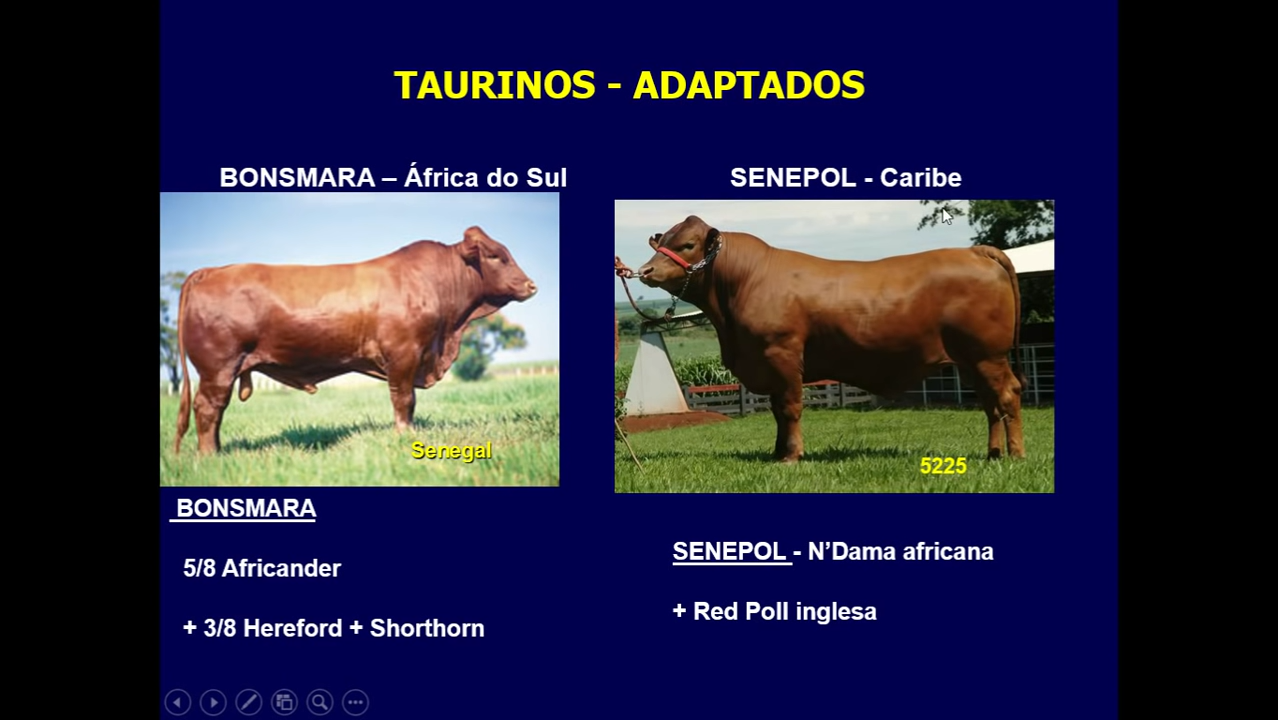 TAURINOS - ADAPTADOS
BONSMARA – África do Sul
SENEPOL - Caribe
Senegal
5225
BONSMARA
5/8 Africander
+ 3/8 Hereford + Shorthorn
SENEPOL - N’Dama africana
+ Red Poll inglesa